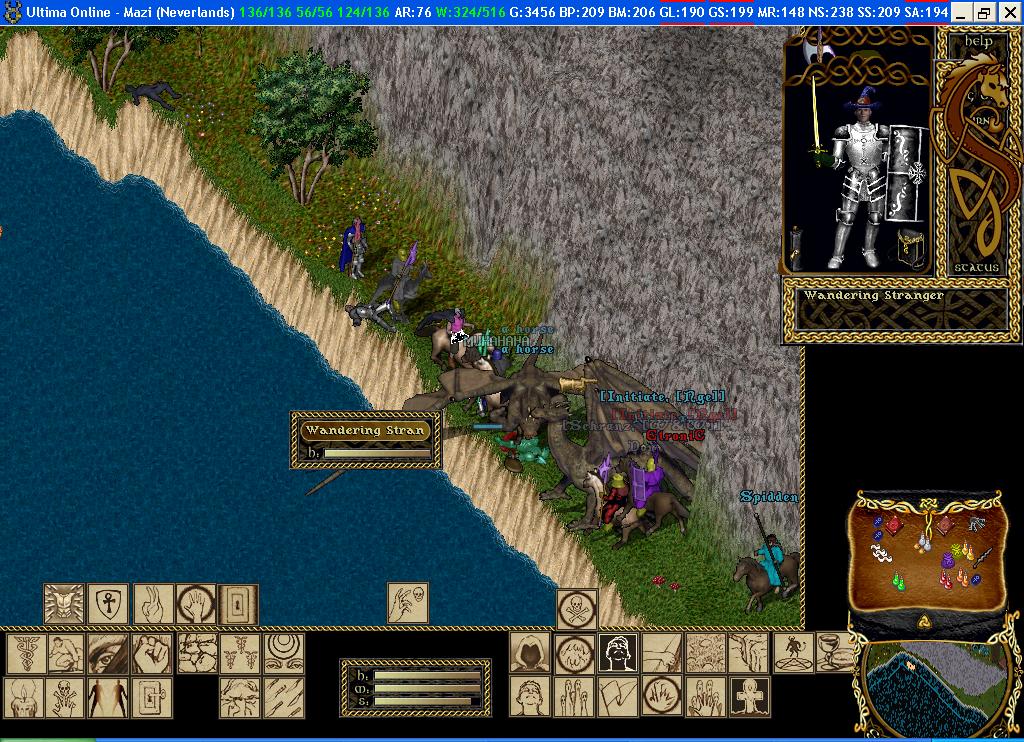 Ultima Online - Mazi (Neverlands) 136/136 56/56 124/136 AR:76 W:324/516 G:3456 BP:209 BM:206 GL:190 GS:199 MR:148 NS:238 SS:209 SA:194
help
STATUS
Wandering Stranger
a horse
MUHAHAHA
a horse
[Initiate, [Ngel]
GtroniG
Wandering Stran
h:
Spidden
h:
m:
s: